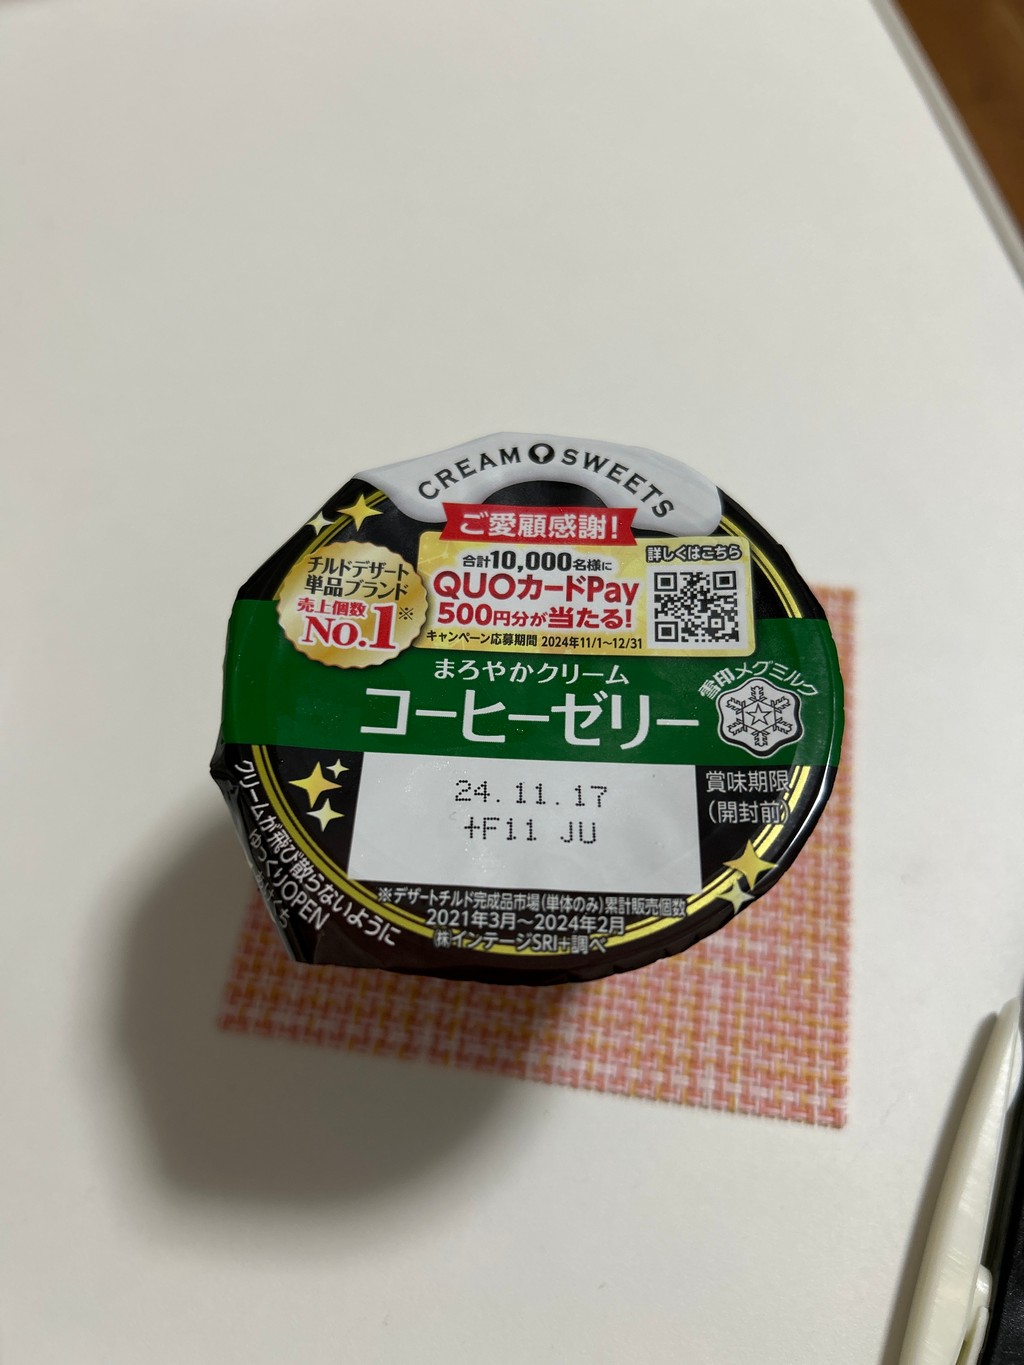 CREAM SWEETS
ご愛顧感謝!
合計10,000名様に
QUOカードPay
500円分が当たる!
キャンペーン応募期間 2024年11/1~12/31
詳しくはこちら
チルドデザート
単品ブランド
売上個数
No.1※
まろやかクリーム
コーヒーゼリー
雪印メグミルク
24.11.17
+F11 JU
賞味期限
(開封前)
※デザートチルド完成品市場(単体のみ)累計販売個数
2021年3月~2024年2月
㈱インテージSRI+調べ
クリームが飛び散らないように
ゆっくりOPEN